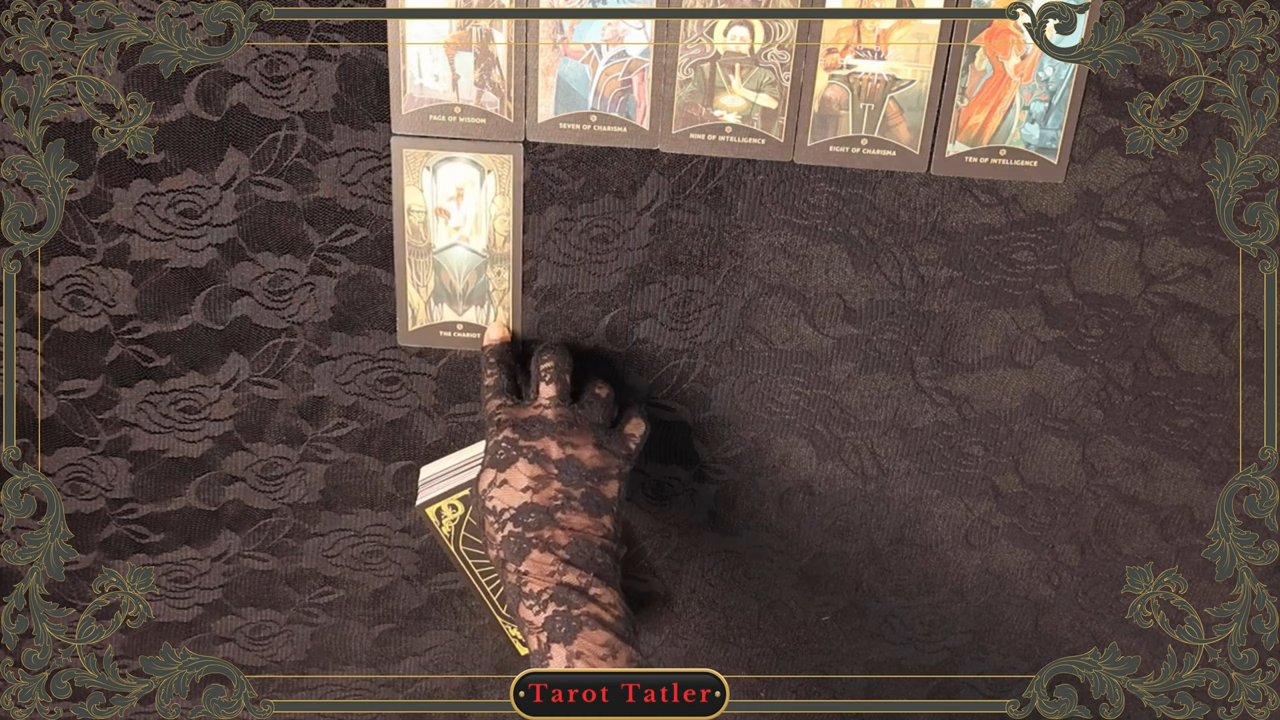 PAGE OF WISDOM
SEVEN OF CHARISMA
NINE OF INTELLIGENCE
EIGHT OF CHARISMA
TEN OF INTELLIGENCE
THE CHARIOT
Tarot Tatler